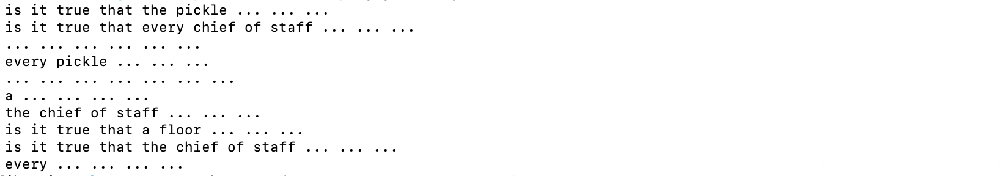 is it true that the pickle ... ... ...
is it true that every chief of staff ... ... ...
... ... ... ... ... ...
every pickle ... ... ...
... ... ... ... ... ... ...
a ... ... ... ...
the chief of staff ... ... ...
is it true that a floor ... ... ...
is it true that the chief of staff ... ... ...
every ... ... ... ...